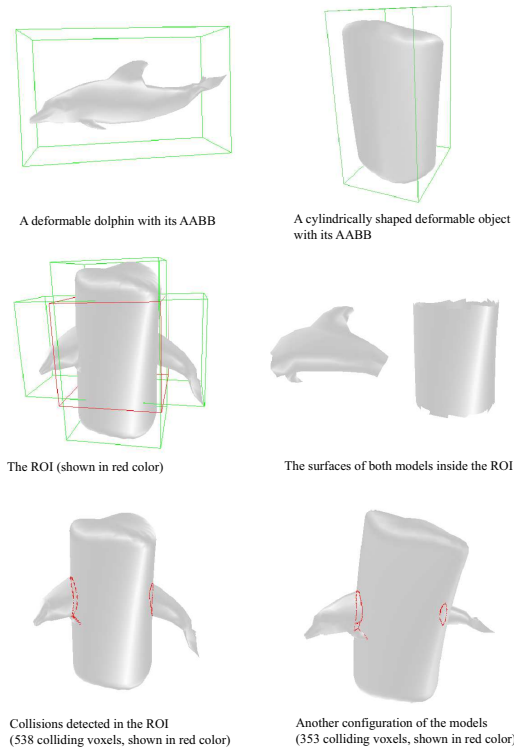 A deformable dolphin with its AABB
A cylindrically shaped deformable object
with its AABB
The ROI (shown in red color)
The surfaces of both models inside the ROI
Collisions detected in the ROI
(538 colliding voxels, shown in red color)
Another configuration of the models
(353 colliding voxels, shown in red color)